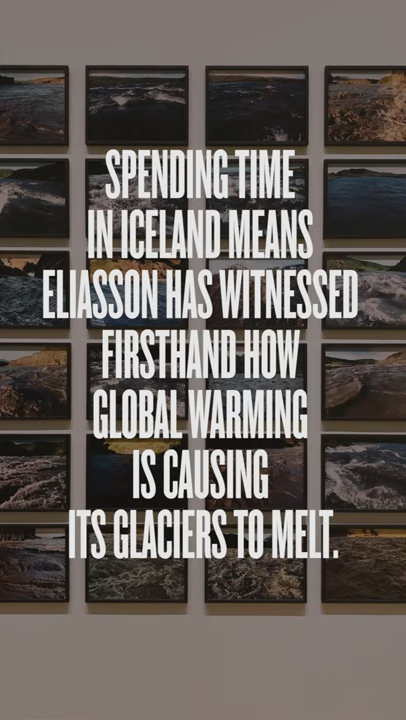 SPENDING TIME
IN ICELAND MEANS
ELIASSON HAS WITNESSED
FIRSTHAND HOW
GLOBAL WARMING
IS CAUSING
ITS GLACIERS TO MELT.